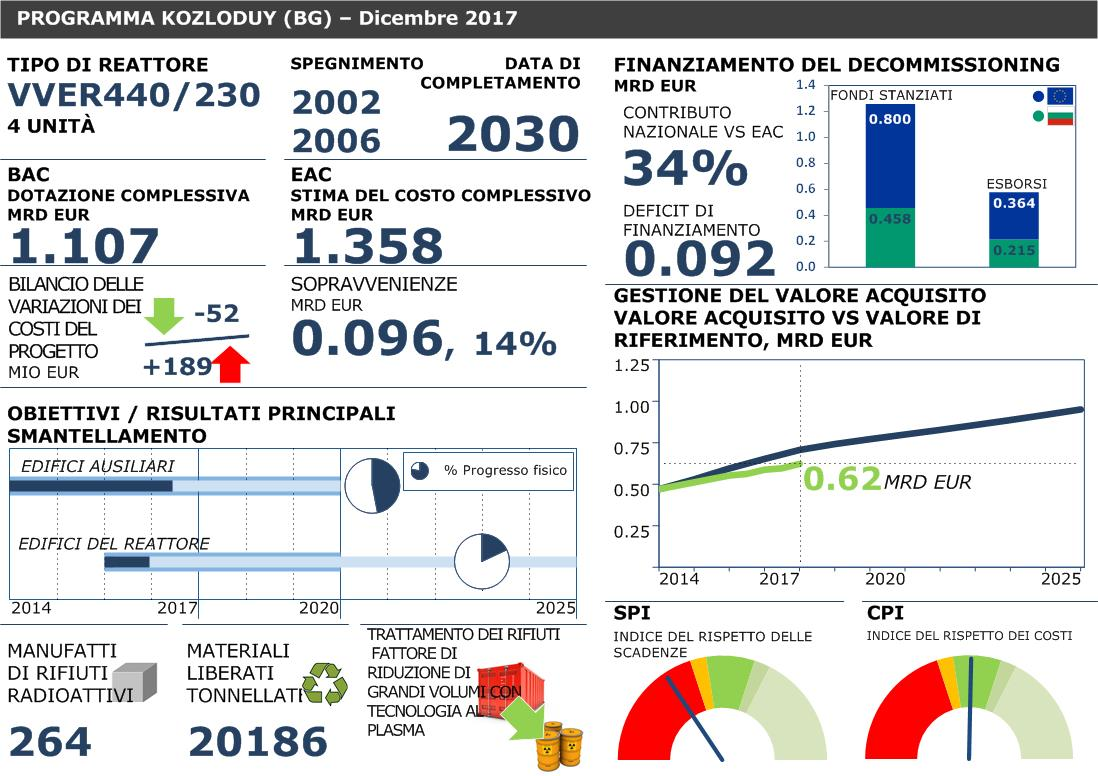 PROGRAMMA KOZLODUY (BG) – Dicembre 2017
TIPO DI REATTORE
VVER440/230
4 UNITÀ
SPEGNIMENTO
2002
2006
DATA DI
COMPLETAMENTO
2030
BAC
DOTAZIONE COMPLESSIVA
MRD EUR
1.107
EAC
STIMA DEL COSTO COMPLESSIVO
MRD EUR
1.358
BILANCIO DELLE
VARIAZIONI DEI
COSTI DEL
PROGETTO
MIO EUR
-52
+189
SOPRAVVENIENZE
MRD EUR
0.096, 14%
OBIETTIVI / RISULTATI PRINCIPALI
SMANTELLAMENTO
EDIFICI AUSILIARI
% Progresso fisico
EDIFICI DEL REATTORE
2014 2017 2020 2025
MANUFATTI
DI RIFIUTI
RADIOATTIVI
264
MATERIALI
LIBERATI
TONNELLATE
20186
TRATTAMENTO DEI RIFIUTI
FATTORE DI
RIDUZIONE DI
GRANDI VOLUMI CON
TECNOLOGIA AL
PLASMA
FINANZIAMENTO DEL DECOMMISSIONING
MRD EUR
CONTRIBUTO
NAZIONALE VS EAC
34%
DEFICIT DI
FINANZIAMENTO
0.092
1.4
1.2
1.0
0.8
0.6
0.4
0.2
0.0
FONDI STANZIATI
0.800
0.458
ESBORSI
0.364
0.215
GESTIONE DEL VALORE ACQUISITO
VALORE ACQUISITO VS VALORE DI
RIFERIMENTO, MRD EUR
1.25
1.00
0.75
0.50
0.25
0.62 MRD EUR
2014 2017 2020 2025
SPI
INDICE DEL RISPETTO DELLE
SCADENZE
CPI
INDICE DEL RISPETTO DEI COSTI